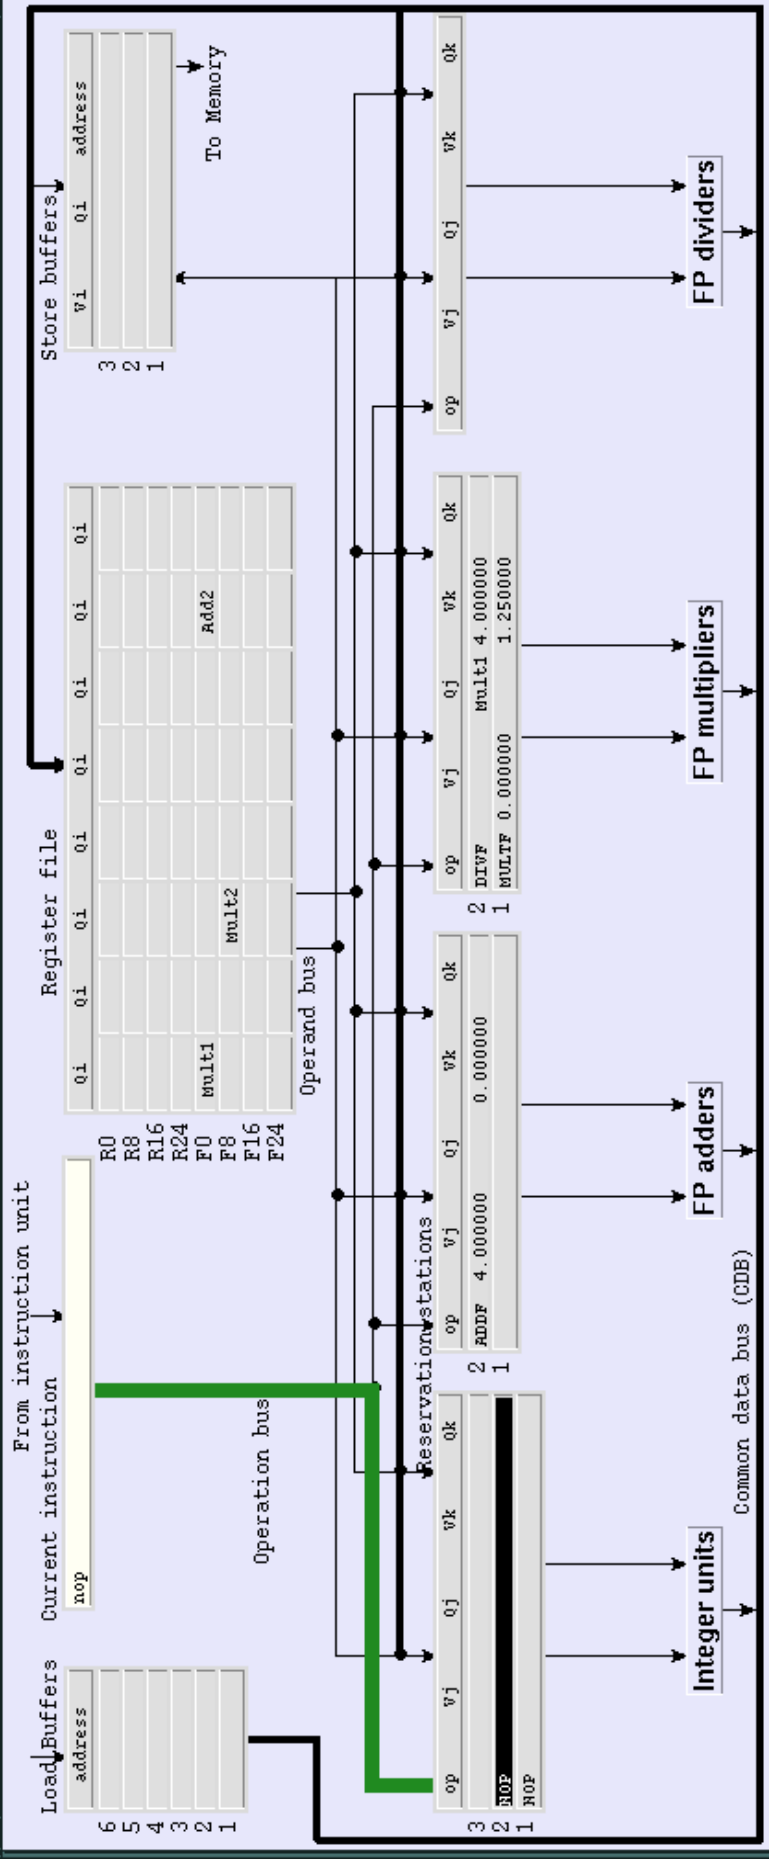 From instruction unit
Load Buffers
address
6
5
4
3
2
1
Current instruction
nop
Register file
Qi Qi Qi Qi Qi Qi Qi Qi
R0
R8
R16
R24
F0 Mult1 Add2
F8 Mult2
F16
F24
Store buffers
Vi Qi address
3
2
1
To Memory
Operation bus
Operand bus
Reservation stations
op Vj Qj Vk Qk
3
2 NOP
1 NOP
op Vj Qj Vk Qk
2 ADDF 4.000000 0.000000
1
op Vj Qj Vk Qk
2 DIVF Mult1 4.000000
1 MULTF 0.000000 1.250000
op Vj Qj Vk Qk
Integer units
FP adders
FP multipliers
FP dividers
Common data bus (CDB)